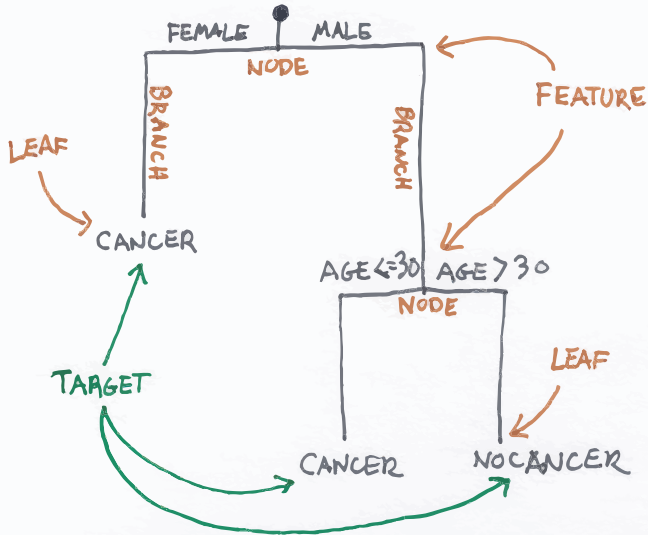 FEMALE MALE
NODE
FEATURE
BRANCH
BRANCH
LEAF
CANCER
AGE<=30 AGE>30
NODE
LEAF
TARGET
CANCER
NOCANCER